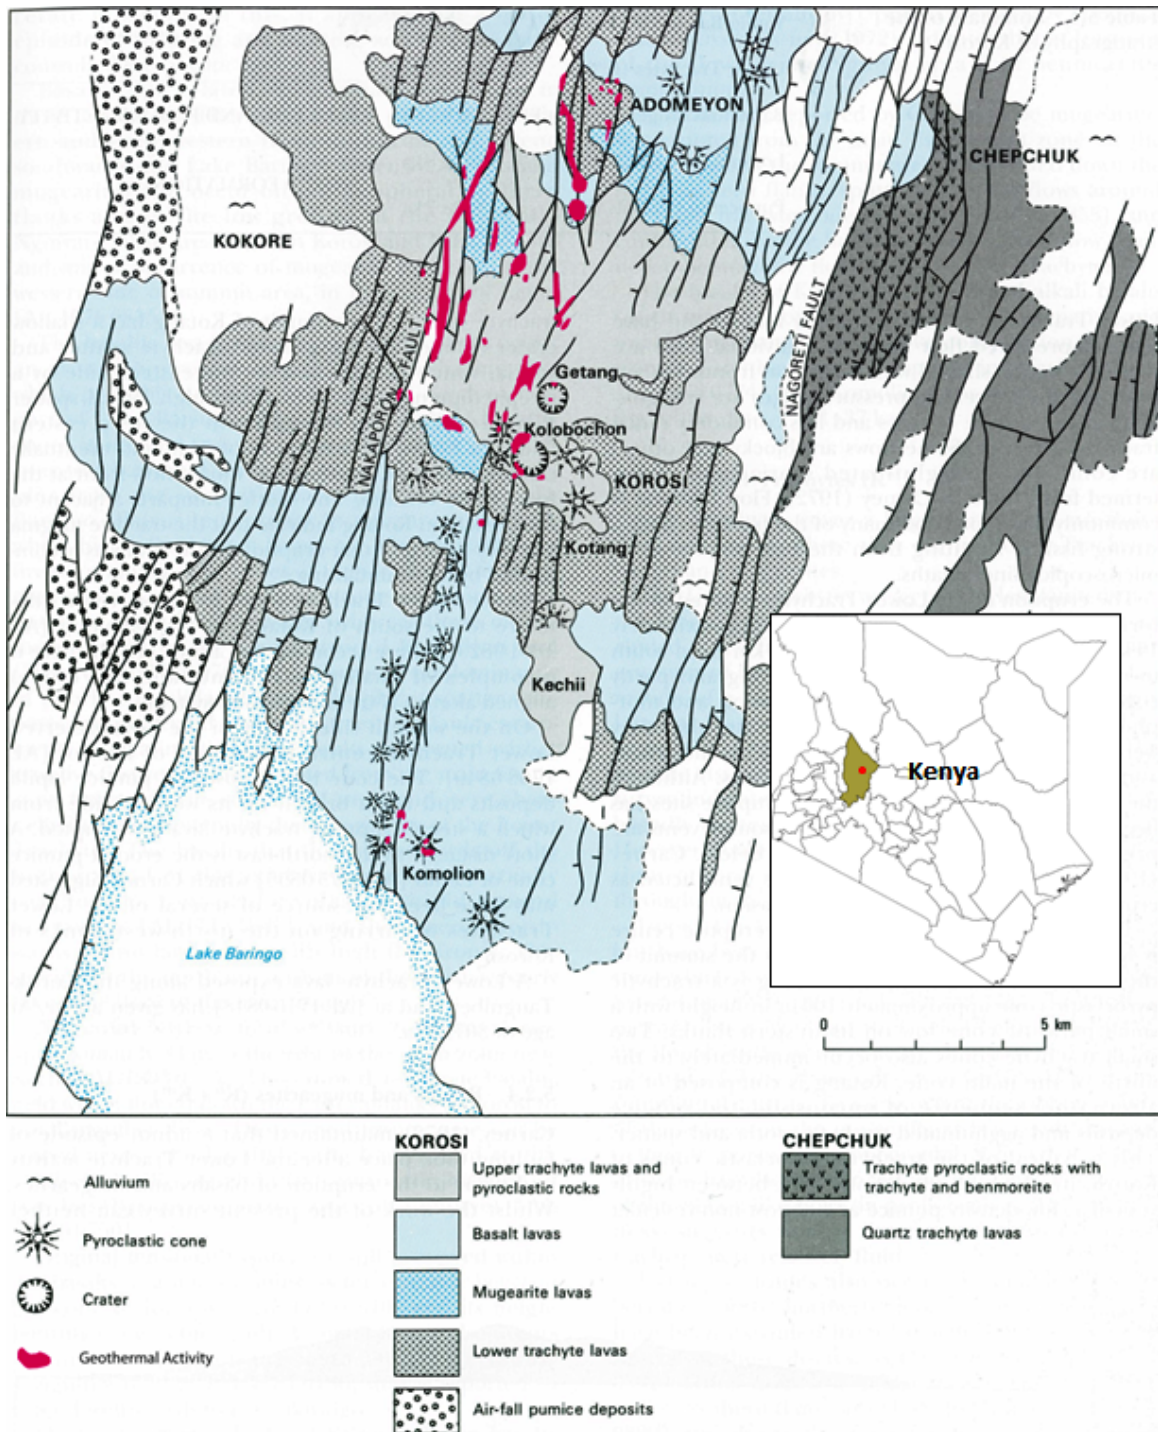 ADOMEYON
CHEPCHUK
KOKORE
NAKAPORON FAULT
NAGORETI FAULT
Getang
Kolobochon
KOROSI
Kotang
Kechii
Kenya
Komolion
Lake Baringo
0 5 km
KOROSI
CHEPCHUK
Alluvium
Upper trachyte lavas and
pyroclastic rocks
Trachyte pyroclastic rocks with
trachyte and benmoreite
Pyroclastic cone
Basalt lavas
Quartz trachyte lavas
Crater
Mugearite lavas
Geothermal Activity
Lower trachyte lavas
Air-fall pumice deposits